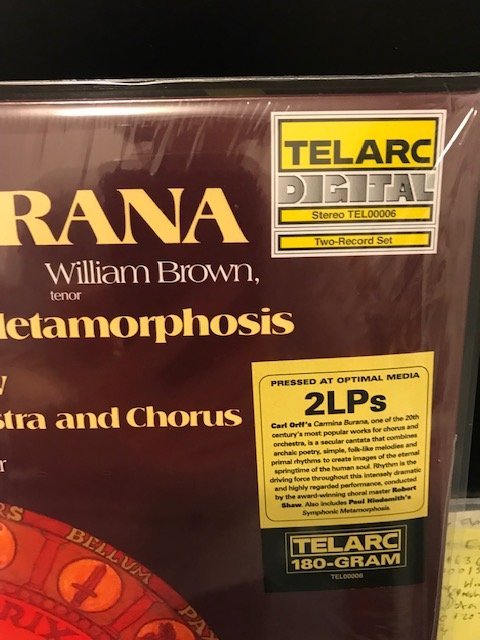 TELARC
DIGITAL
Stereo TEL00006
Two-Record Set
RANA
William Brown,
tenor
etamorphosis
stra and Chorus
PRESSED AT OPTIMAL MEDIA
2LPs
Carl Orff's Carmina Burana, one of the 20th
century's most popular works for chorus and
orchestra, is a secular cantata that combines
archaic poetry, simple, folk-like melodies and
primal rhythms to create images of the eternal
springtime of the human soul. Rhythm is the
driving force throughout this intensely dramatic
and highly regarded performance, conducted
by the award-winning choral master Robert
Shaw. Also includes Paul Hindemith's
Symphonic Metamorphosis.
TELARC
180-GRAM
TEL00006
BELLUM
PAX
RIX